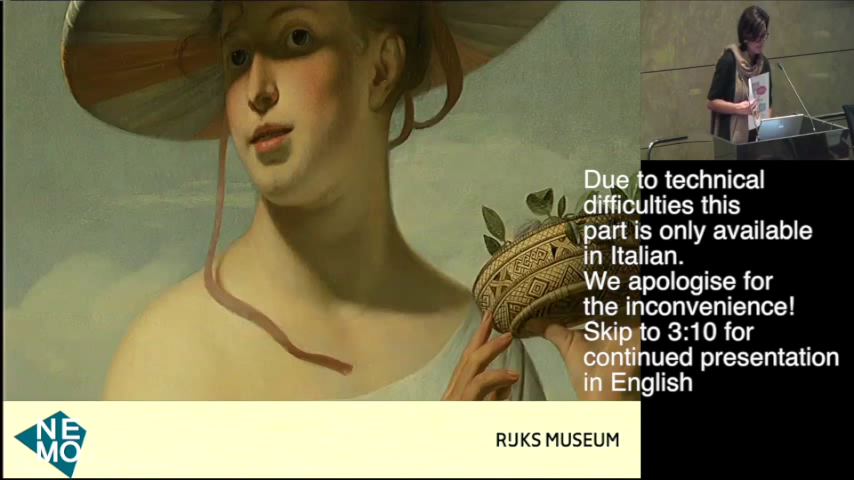 Due to technical
difficulties this
part is only available
in Italian.
We apologise for
the inconvenience!
Skip to 3:10 for
continued presentation
in English
NE
MO
RIJKS MUSEUM